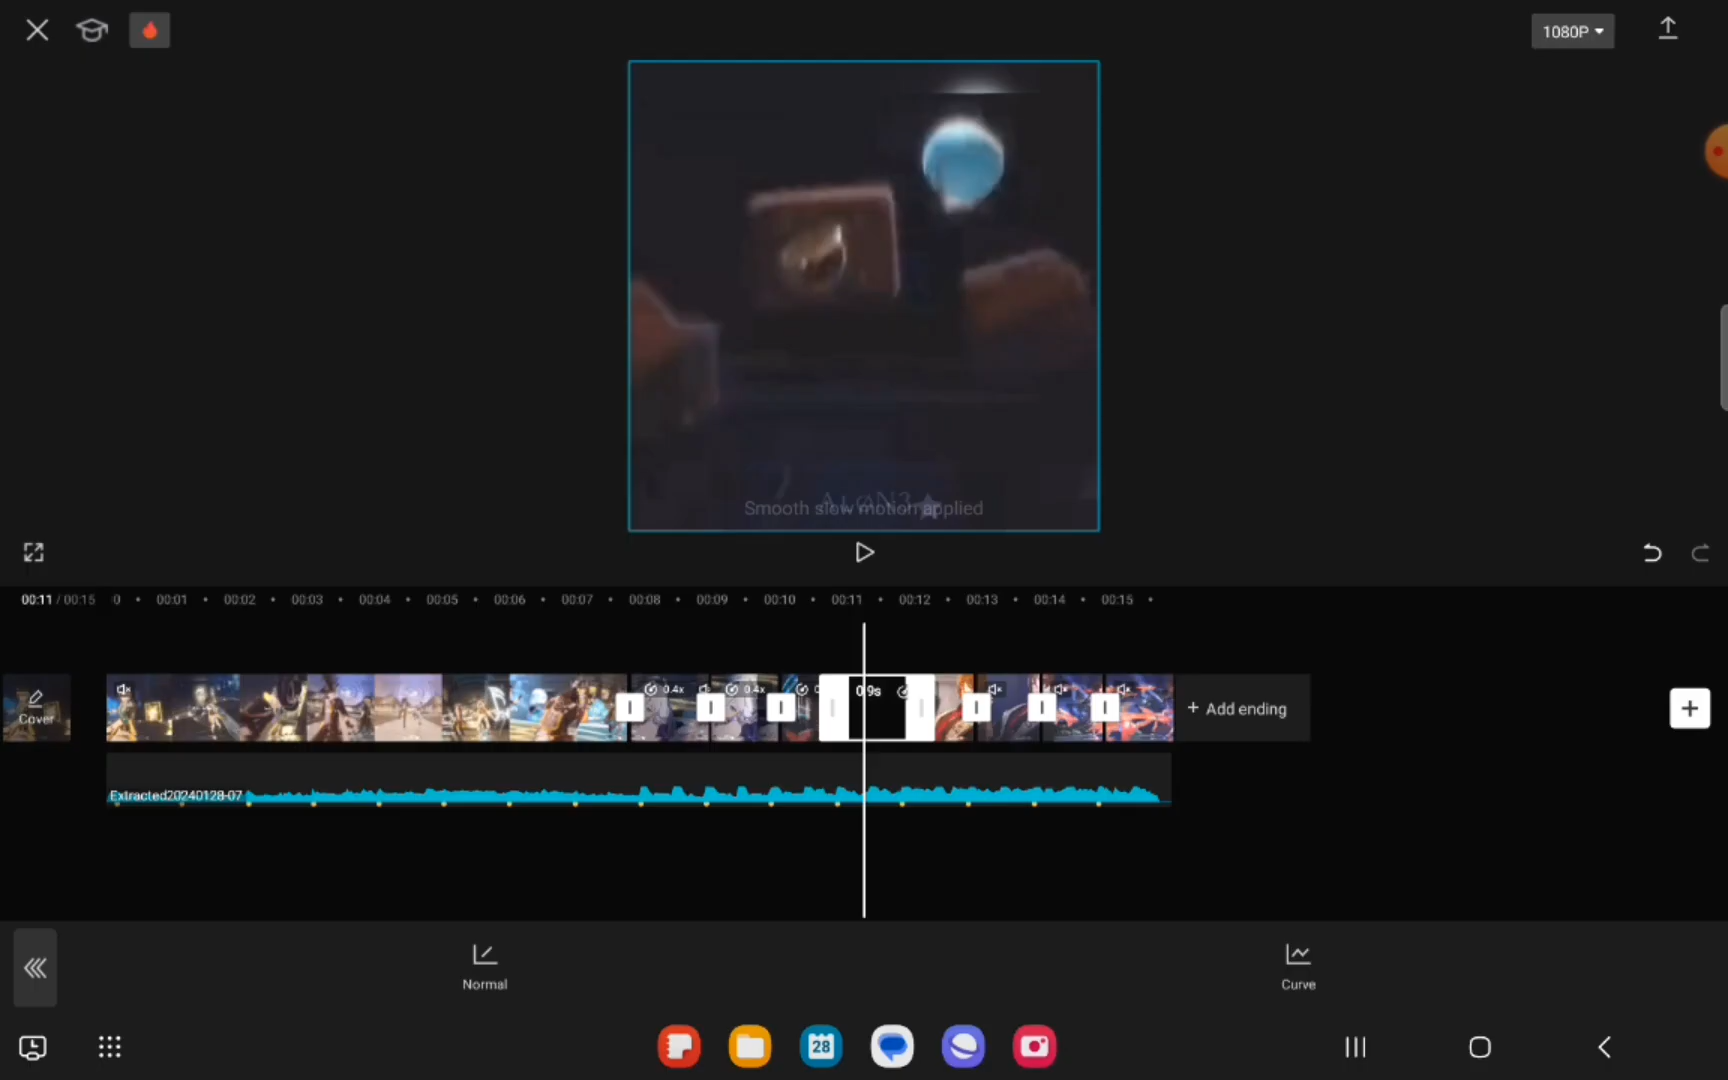 1080P
ALφN3
Smooth slow motion applied
00:11 / 00:15 0 00:01 00:02 00:03 00:04 00:05 00:06 00:07 00:08 00:09 00:10 00:11 00:12 00:13 00:14 00:15
Cover
0.4x
0.4x
0.9s
+ Add ending
Extracted20240128-07
Normal
Curve
28